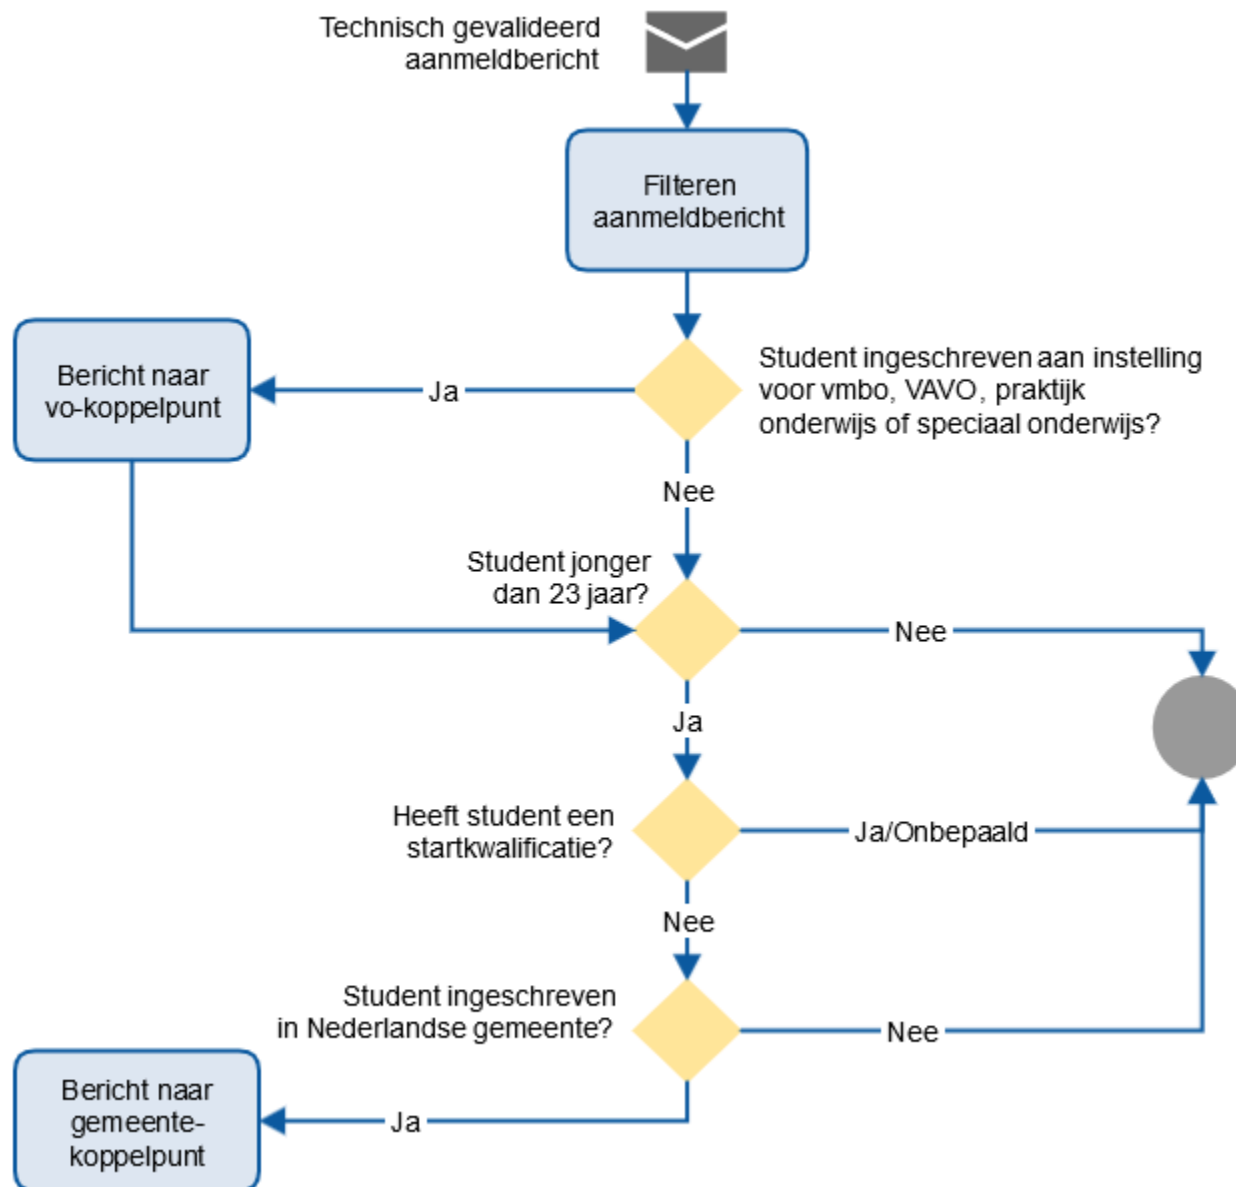 Technisch gevalideerd
aanmeldbericht
Filteren
aanmeldbericht
Student ingeschreven aan instelling
voor vmbo, VAVO, praktijk
onderwijs of speciaal onderwijs?
Ja
Bericht naar
vo-koppelpunt
Nee
Student jonger
dan 23 jaar?
Nee
Ja
Heeft student een
startkwalificatie?
Ja/Onbepaald
Nee
Student ingeschreven
in Nederlandse gemeente?
Nee
Ja
Bericht naar
gemeente-
koppelpunt